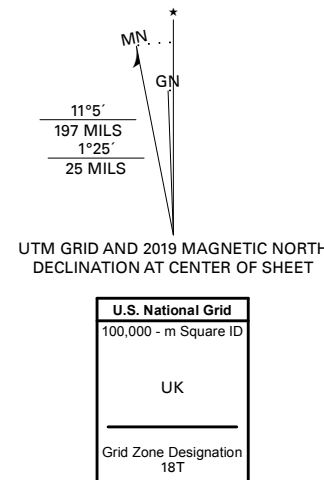 ★
MN
GN
11°5´
197 MILS
1°25´
25 MILS
UTM GRID AND 2019 MAGNETIC NORTH
DECLINATION AT CENTER OF SHEET
U.S. National Grid
100,000 - m Square ID
UK
Grid Zone Designation
18T